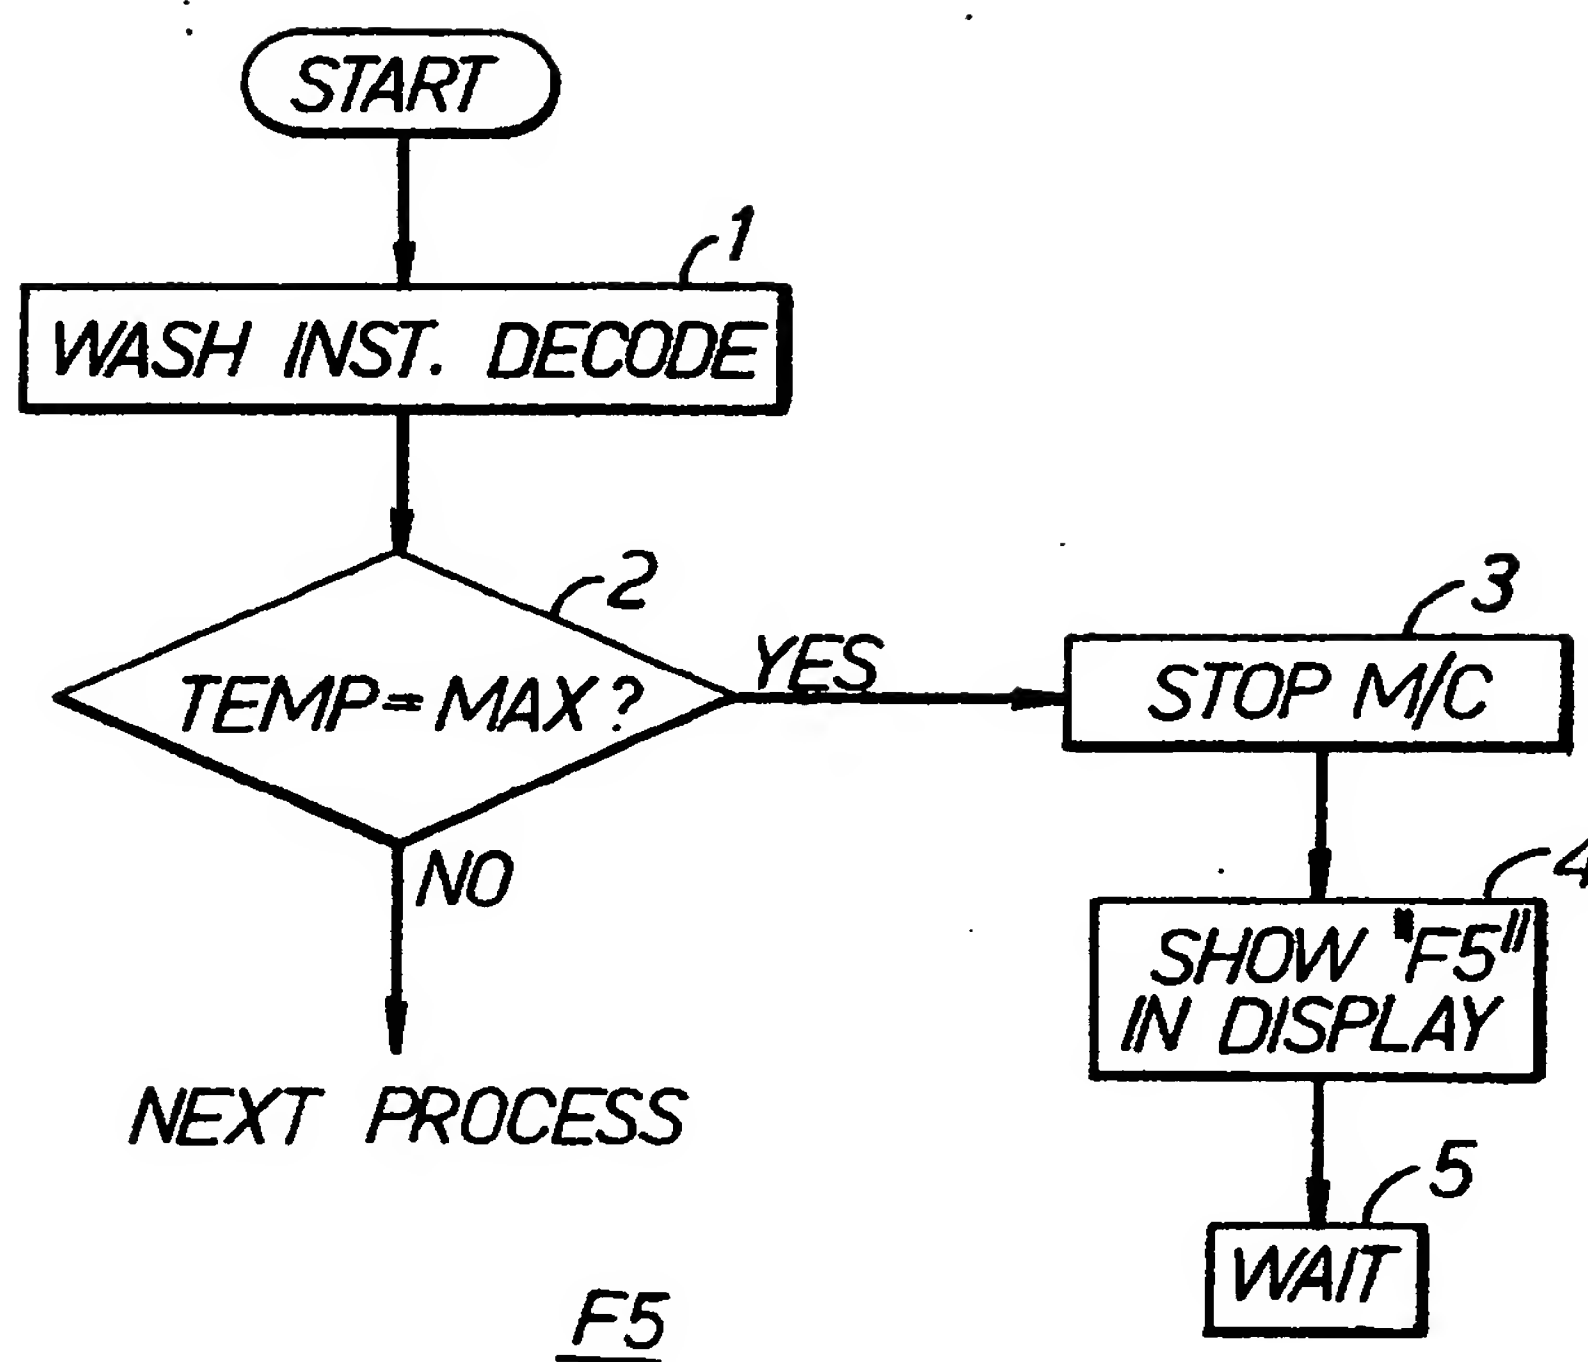 START
1
WASH INST. DECODE
2
TEMP = MAX ?
YES
3
STOP M/C
NO
4
SHOW "F5"
IN DISPLAY
NEXT PROCESS
5
WAIT
F5